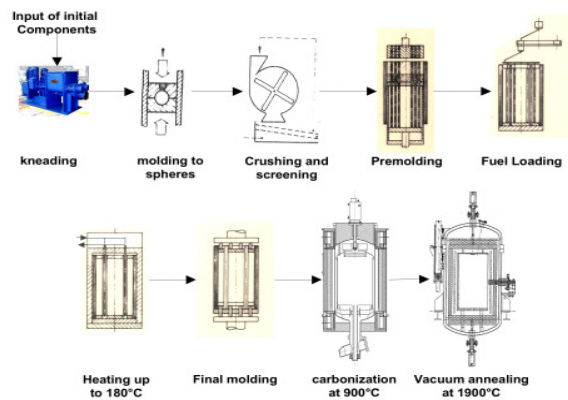 Input of initial
Components
kneading
molding to
spheres
Crushing and
screening
Premolding
Fuel Loading
Heating up
to 180°C
Final molding
carbonization
at 900°C
Vacuum annealing
at 1900°C